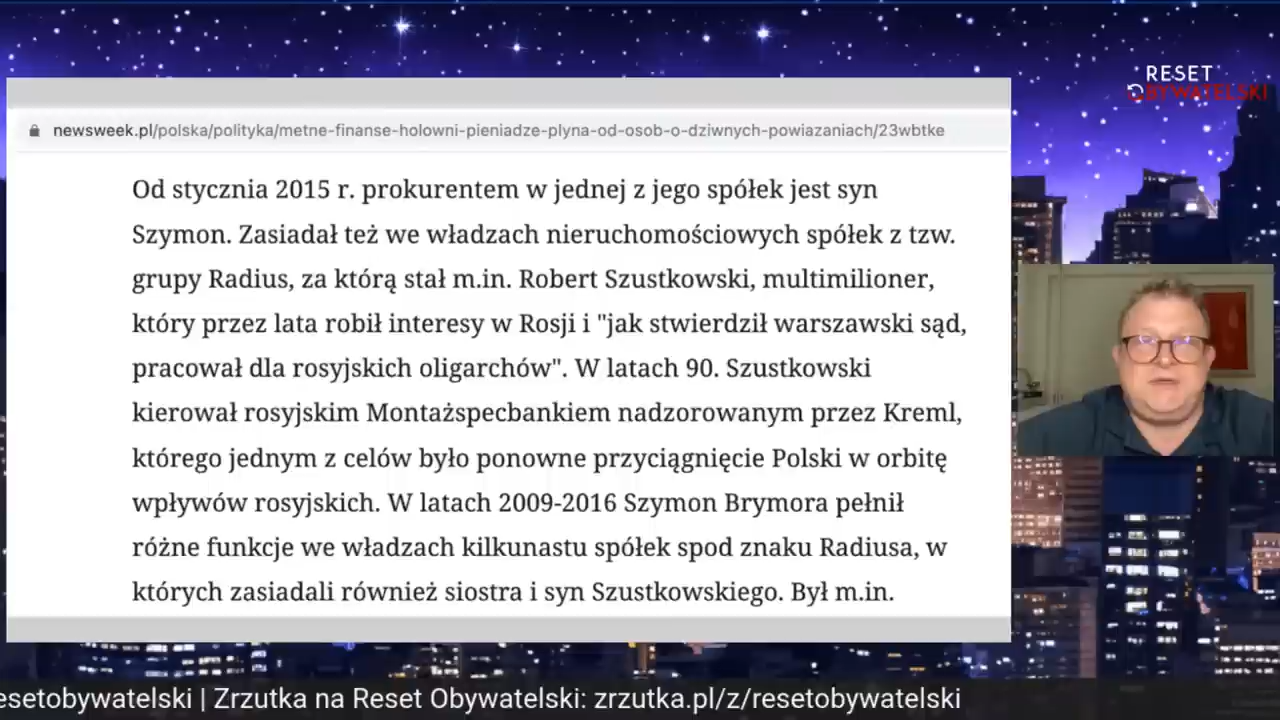 RESET
OBYWATELSKI
newsweek.pl/polska/polityka/metne-finanse-holowni-pieniadze-plyna-od-osob-o-dziwnych-powiazaniach/23wbtke
Od stycznia 2015 r. prokurentem w jednej z jego spółek jest syn
Szymon. Zasiadał też we władzach nieruchomościowych spółek z tzw.
grupy Radius, za którą stał m.in. Robert Szustkowski, multimilioner,
który przez lata robił interesy w Rosji i "jak stwierdził warszawski sąd,
pracował dla rosyjskich oligarchów". W latach 90. Szustkowski
kierował rosyjskim Montażspecbankiem nadzorowanym przez Kreml,
którego jednym z celów było ponowne przyciągnięcie Polski w orbitę
wpływów rosyjskich. W latach 2009-2016 Szymon Brymora pełnił
różne funkcje we władzach kilkunastu spółek spod znaku Radiusa, w
których zasiadali również siostra i syn Szustkowskiego. Był m.in.
esetobywatelski | Zrzutka na Reset Obywatelski: zrzutka.pl/z/resetobywatelski